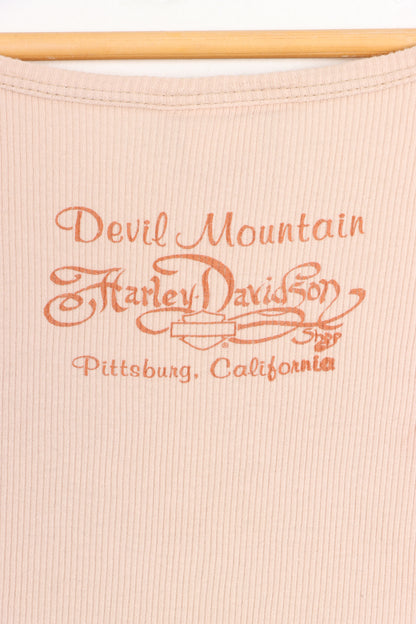 Devil Mountain
Harley-Davidson
Shop
Pittsburg, California